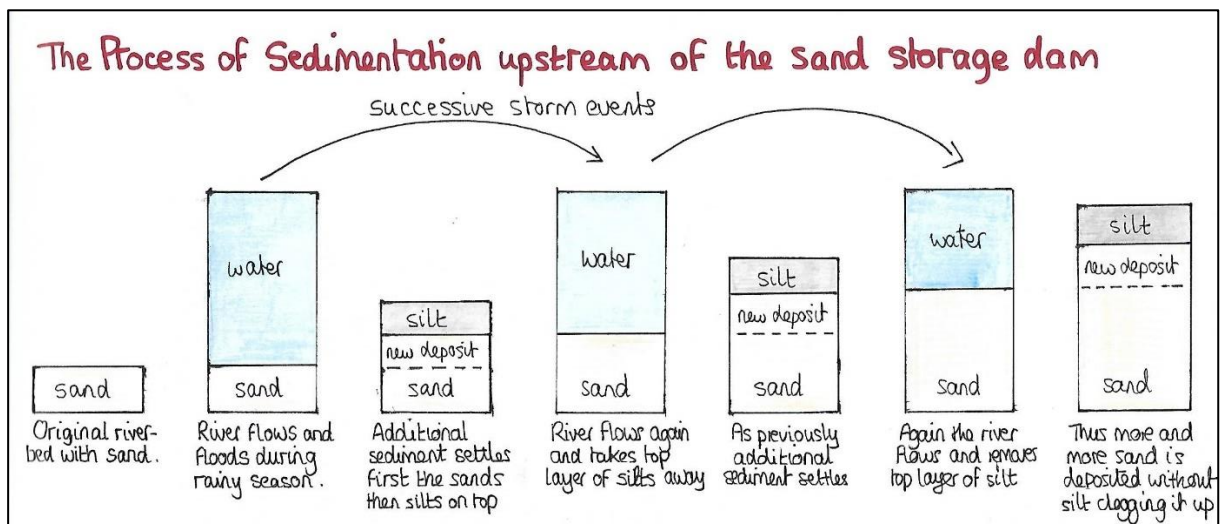 The Process of Sedimentation upstream of the sand storage dam
successive storm events
sand
Original river-
bed with sand.
water
sand
River flows and
floods during
rainy season.
silt
new deposit
sand
Additional
sediment settles
first the sands
then silts on top
water
sand
River flows again
and takes top
layer of silts away
silt
new deposit
sand
As previously
additional
sediment settles
water
sand
Again the river
flows and removes
top layer of silt
silt
new deposit
sand
Thus more and
more sand is
deposited without
silt clogging it up